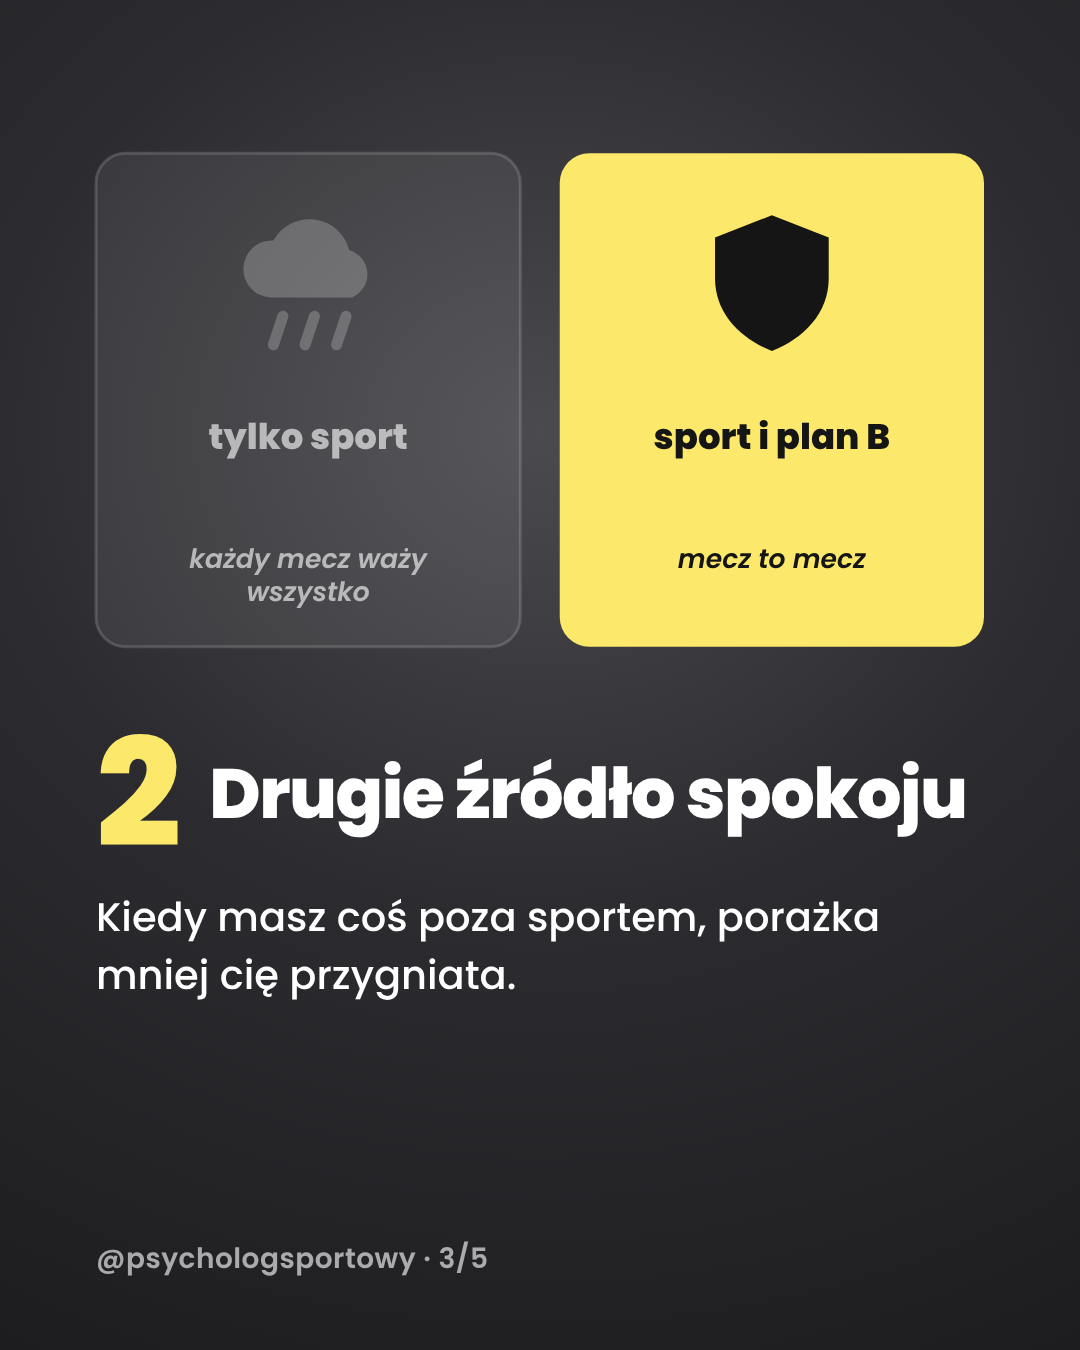 tylko sport
każdy mecz waży
wszystko
sport i plan B
mecz to mecz
2 Drugie źródło spokoju
Kiedy masz coś poza sportem, porażka
mniej cię przygniata.
@psychologsportowy · 3/5